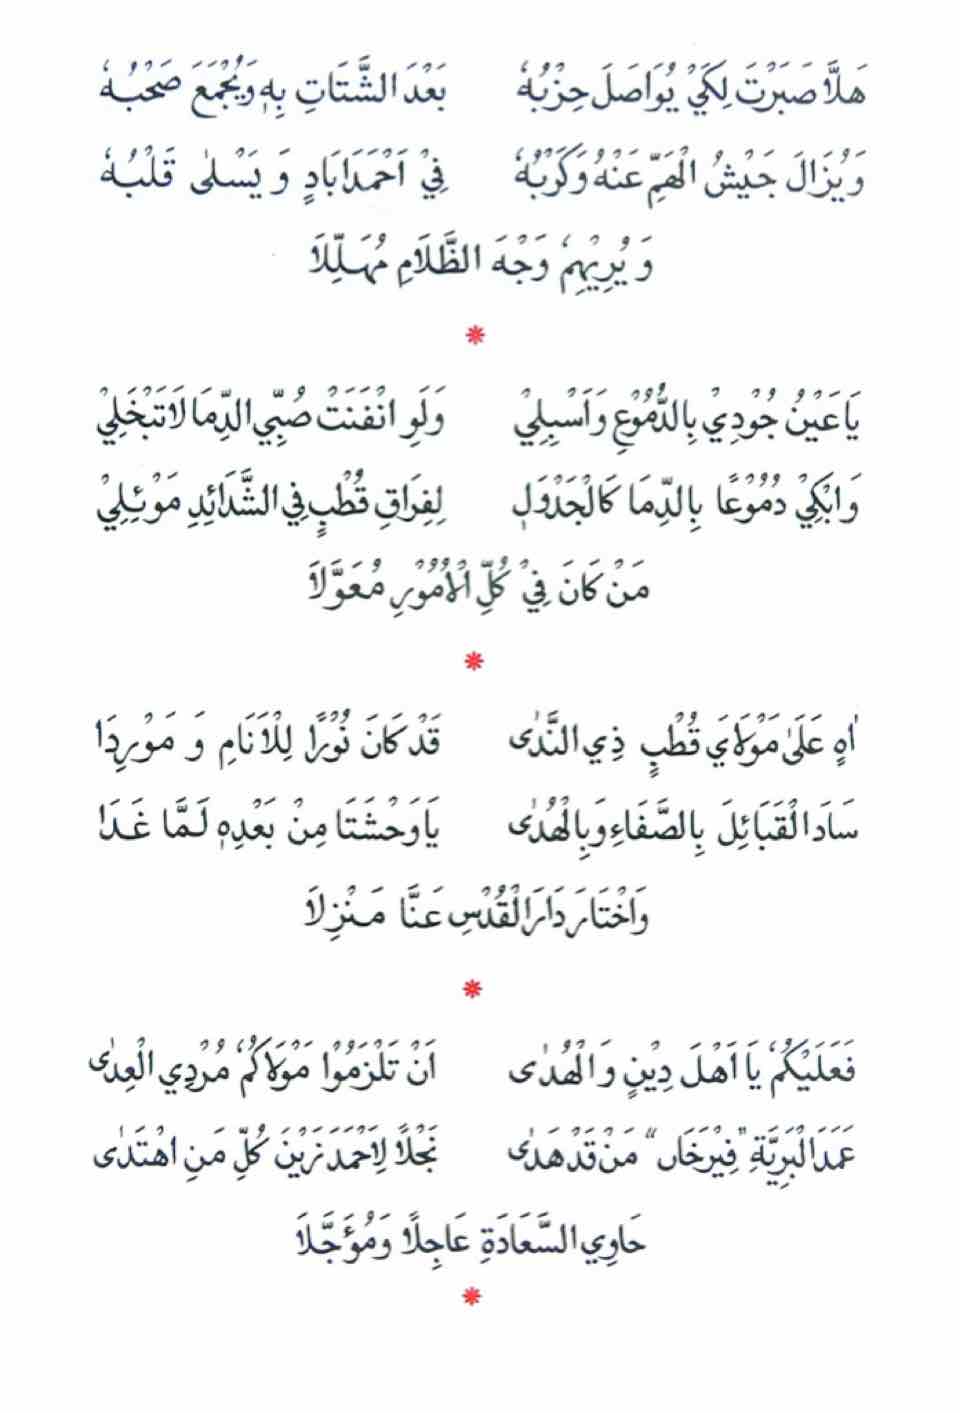 هَلَّا صَبَرْتَ لِكَيْ يُوَاصَلَ حِزْبُهٗ بَعْدَ الشَّتَاتِ بِهٖ وَيُجْمَعَ صَحْبُهٗ
وَيُزَالَ جَيْشُ الْهَمِّ عَنْهُ وَكَرْبُهٗ فِيْ اَحْمَدَابَادٍ وَ يَسْلٰى قَلْبُهٗ
وَ يُرِيْهِمْ وَجْهَ الظَّلَامِ مُهَلِّلَا
*
يَا عَيْنُ جُوْدِيْ بِالدُّمُوْعِ وَاَسْبِلِيْ وَلَوِ انْفَنَتْ صُبِّي الدِّمَا لَا تَبْخَلِيْ
وَ ابْكِيْ دُمُوْعًا بِالدِّمَا كَالْجَدْوَلِ لِفِرَاقِ قُطْبٍ فِي الشَّدَائِدِ مَوْئِلِيْ
مَنْ كَانَ فِيْ كُلِّ الْاُمُوْرِ مُعَوَّلَا
*
اٰهٍ عَلَىٰ مَوْلَايَ قُطْبٍ ذِي النَّدٰى قَدْ كَانَ نُوْرًا لِلْاَنَامِ وَ مَوْرِدَا
سَادَ الْقَبَائِلَ بِالصَّفَاءِ وَبِالْهُدٰى يَا وَحْشَتَا مِنْ بَعْدِهٖ لَمَّا غَدَا
وَاخْتَارَ دَارَ الْقُدْسِ عَنَّا مَنْزِلَا
*
فَعَلَيْكُمْ يَا اَهْلَ دِيْنٍ وَ الْهُدٰى اَنْ تَلْزَمُوْا مَوْلَاكُمْ مُرْدِي الْعِدٰى
عَمَدَ الْبَرِيَّةِ "فِيْرَخَاں" مَنْ قَدْ هَدٰى نَجْلًا لِاَحْمَدَ زَيْنَ كُلِّ مَنِ اهْتَدٰى
حَاوِي السَّعَادَةِ عَاجِلًا وَمُؤَجَّلَا
*